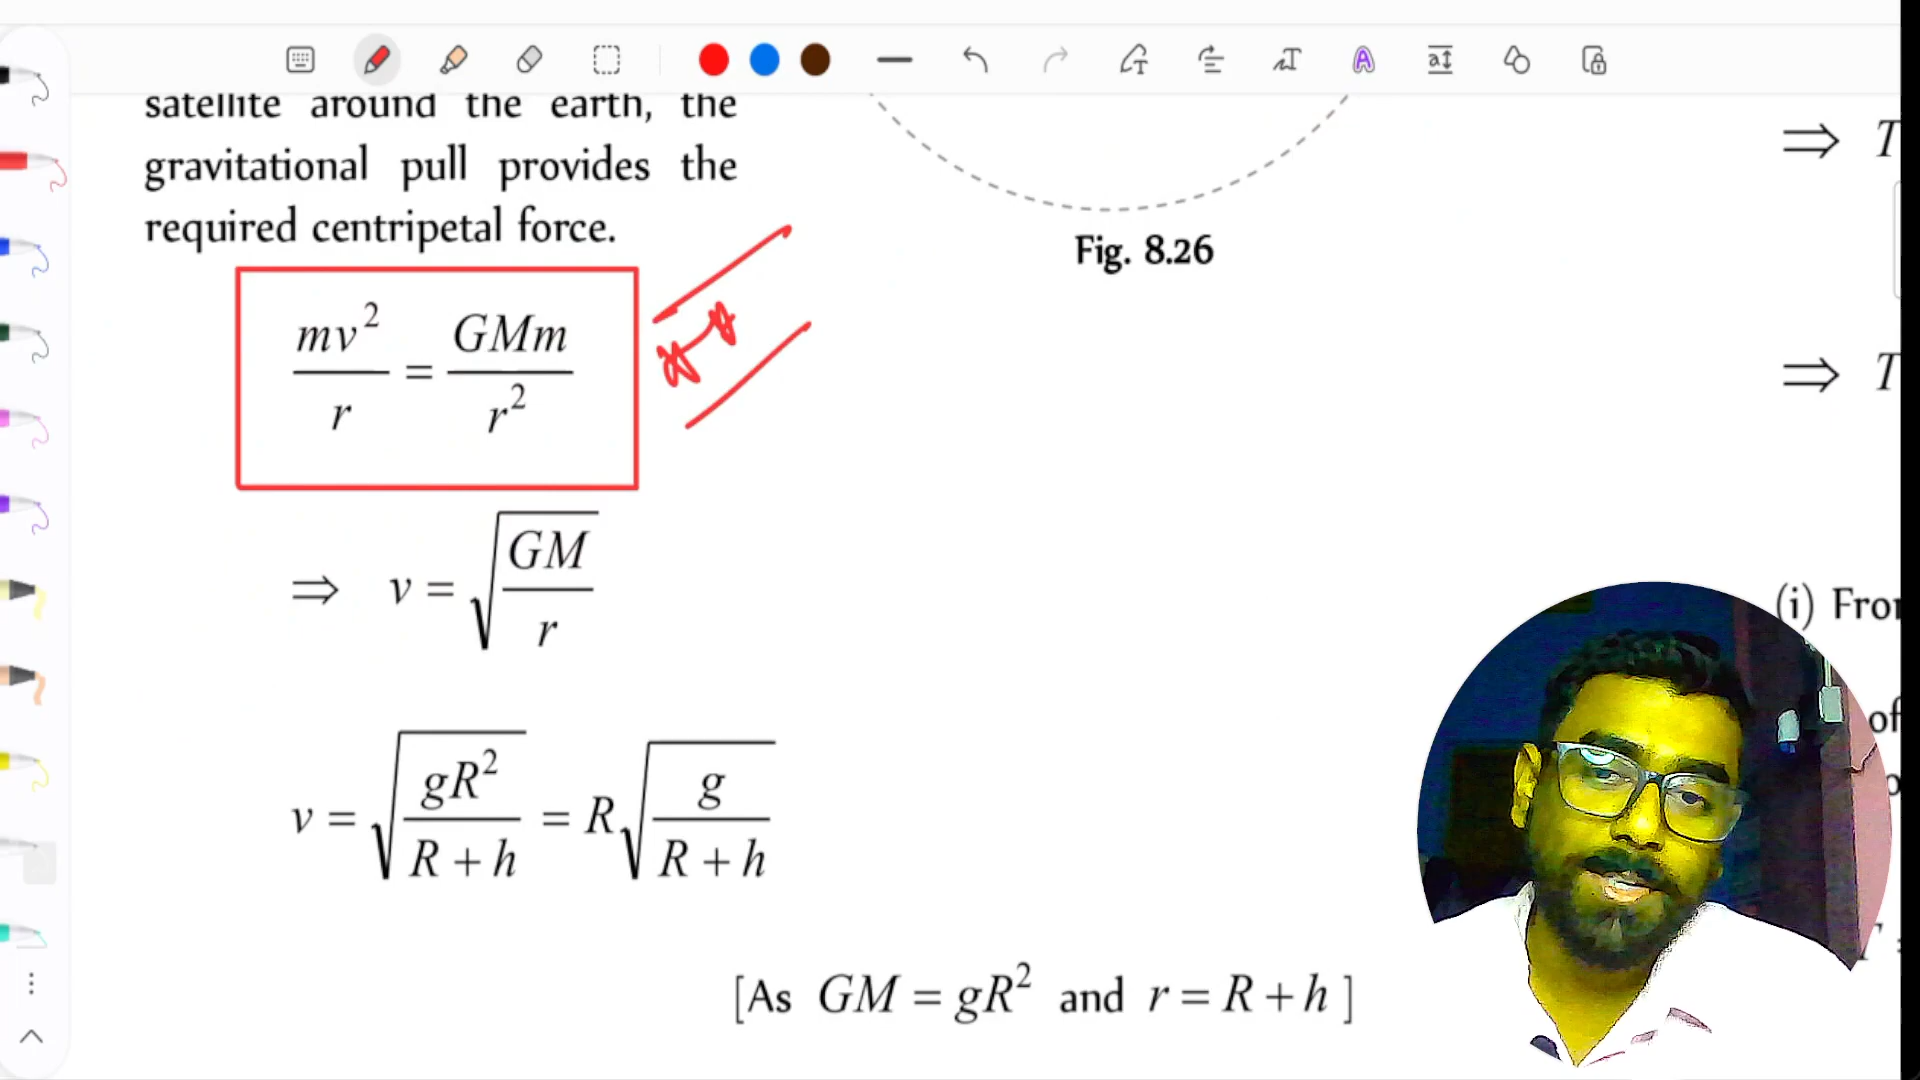 satellite around the earth, the
gravitational pull provides the
required centripetal force.
Fig. 8.26
mv²/r = GMm/r²
⇒ v = √(GM/r)
v = √(gR²/(R + h)) = R√(g/(R + h))
[As GM = gR² and r = R + h ]
⇒ T
⇒ T
(i)
of